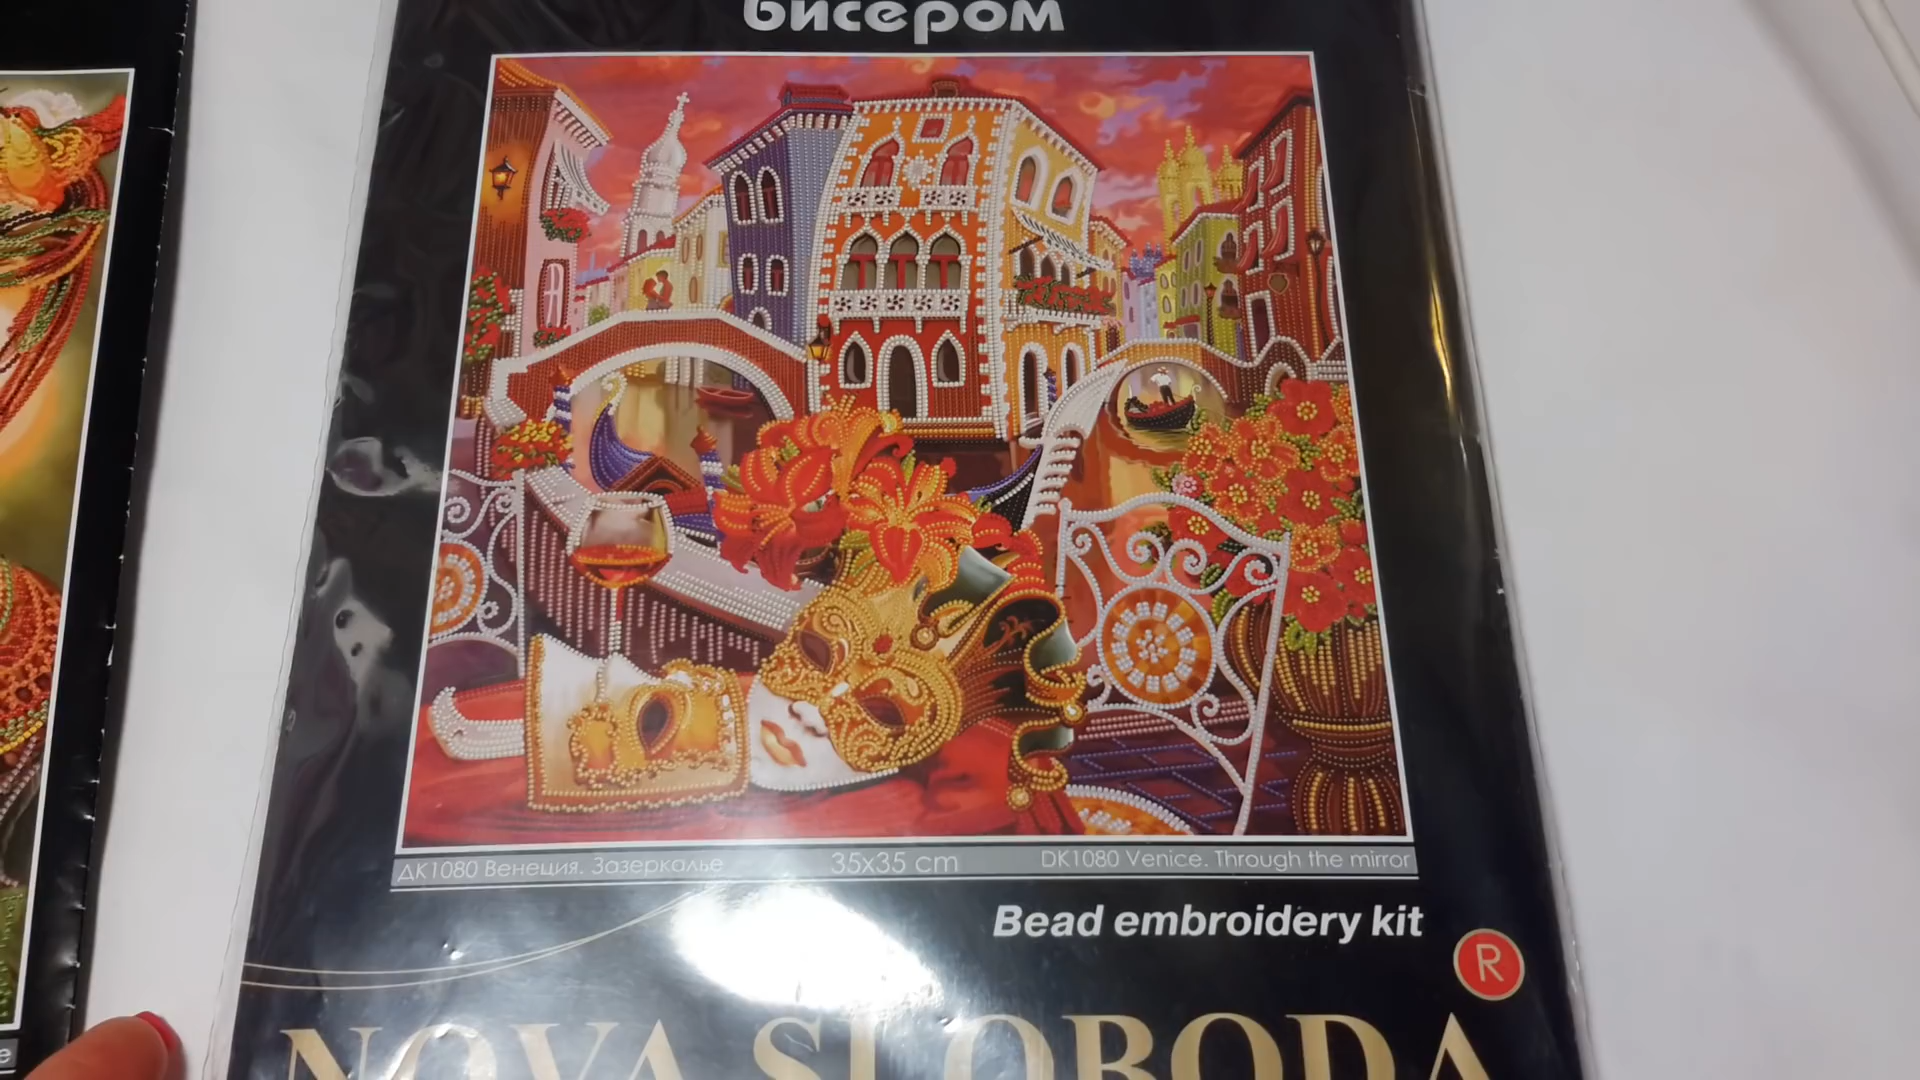 бисером
ДК1080 Венеция. Зазеркалье
35x35 cm
DK1080 Venice. Through the mirror
Bead embroidery kit
R
NOVA SLOBODA
e